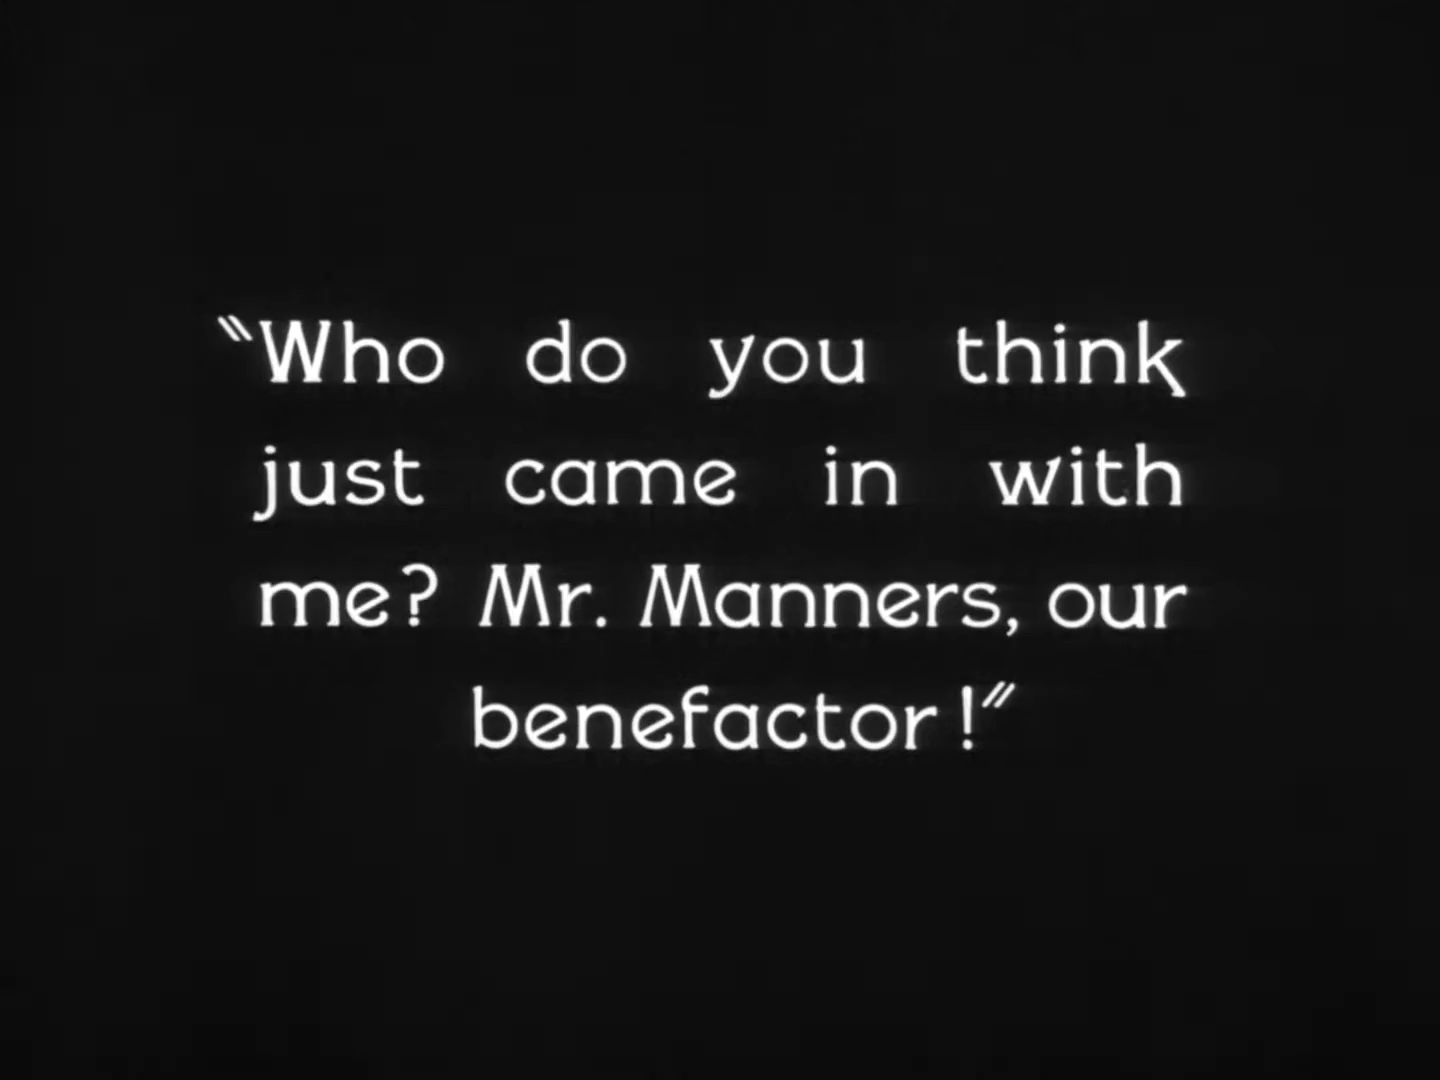 "Who do you think
just came in with
me? Mr. Manners, our
benefactor!"